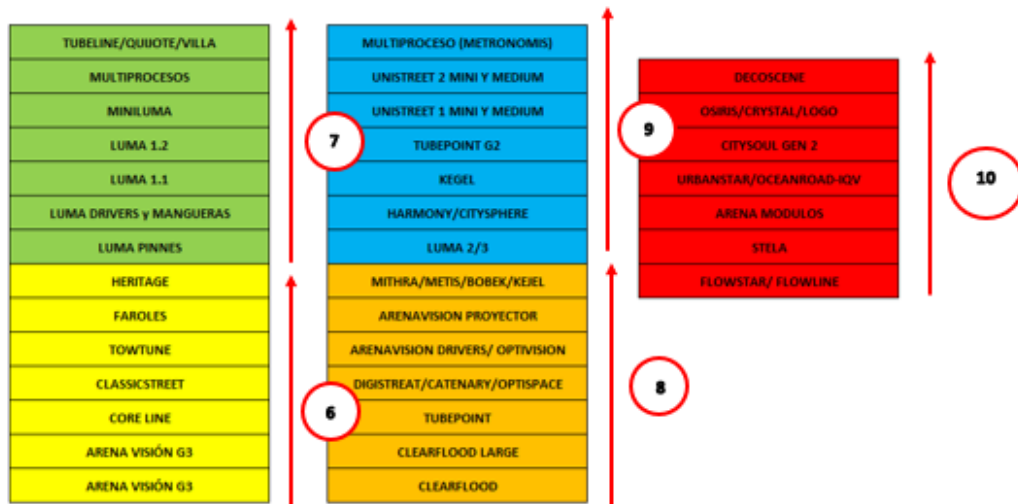 TUBELINE/QUIJOTE/VILLA
MULTIPROCESOS
MINILUMA
LUMA 1.2
LUMA 1.1
LUMA DRIVERS y MANGUERAS
LUMA PINNES
HERITAGE
FAROLES
TOWTUNE
CLASSICSTREET
CORE LINE
ARENA VISIÓN G3
ARENA VISIÓN G3
7
6
MULTIPROCESO (METRONOMIS)
UNISTREET 2 MINI Y MEDIUM
UNISTREET 1 MINI Y MEDIUM
TUBEPOINT G2
KEGEL
HARMONY/CITYSPHERE
LUMA 2/3
MITHRA/METIS/BOBEK/KEJEL
ARENAVISION PROYECTOR
ARENAVISION DRIVERS/ OPTIVISION
DIGISTREAT/CATENARY/OPTISPACE
TUBEPOINT
CLEARFLOOD LARGE
CLEARFLOOD
9
8
DECOSCENE
OSIRIS/CRYSTAL/LOGO
CITYSOUL GEN 2
URBANSTAR/OCEANROAD-IQV
ARENA MODULOS
STELA
FLOWSTAR/ FLOWLINE
10